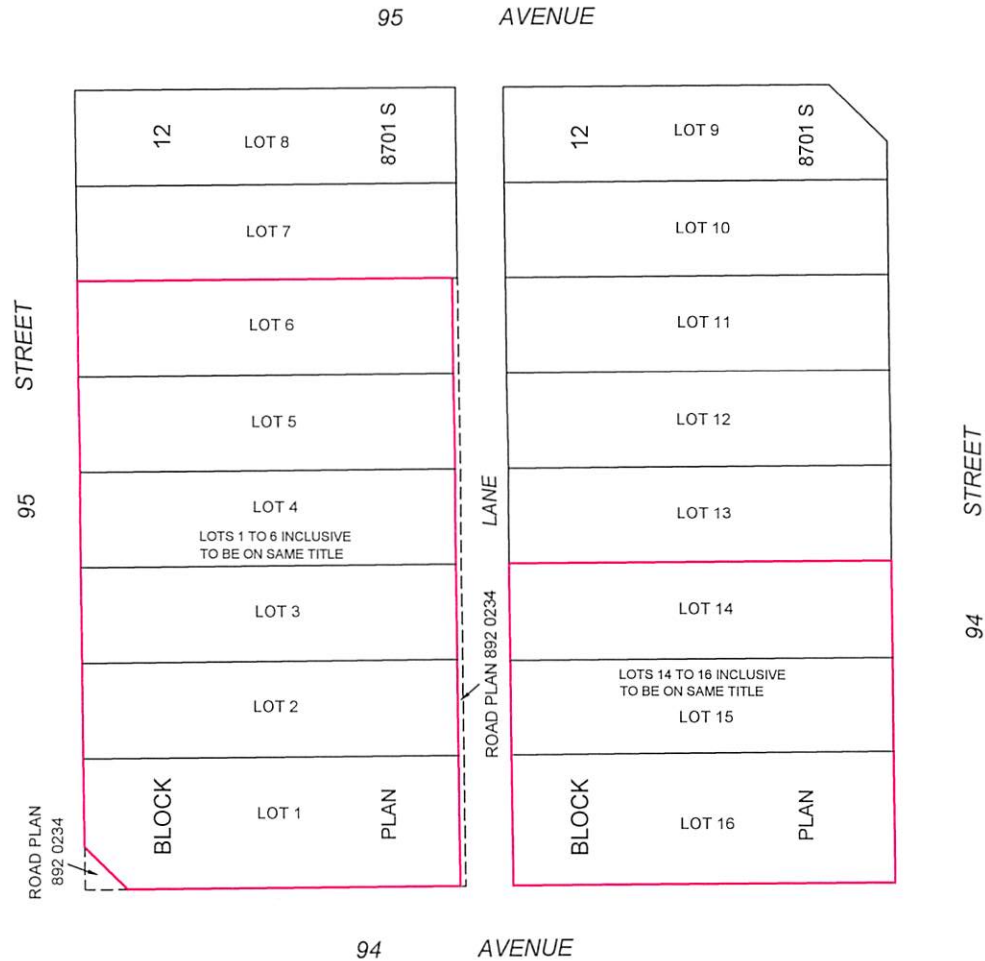 95 AVENUE
12
LOT 8
8701 S
LOT 7
LOT 6
LOT 5
LOT 4
LOTS 1 TO 6 INCLUSIVE
TO BE ON SAME TITLE
LOT 3
LOT 2
BLOCK
LOT 1
PLAN
95 STREET
ROAD PLAN
892 0234
LANE
ROAD PLAN 892 0234
12
LOT 9
8701 S
LOT 10
LOT 11
LOT 12
LOT 13
LOT 14
LOTS 14 TO 16 INCLUSIVE
TO BE ON SAME TITLE
LOT 15
BLOCK
LOT 16
PLAN
94 STREET
94 AVENUE